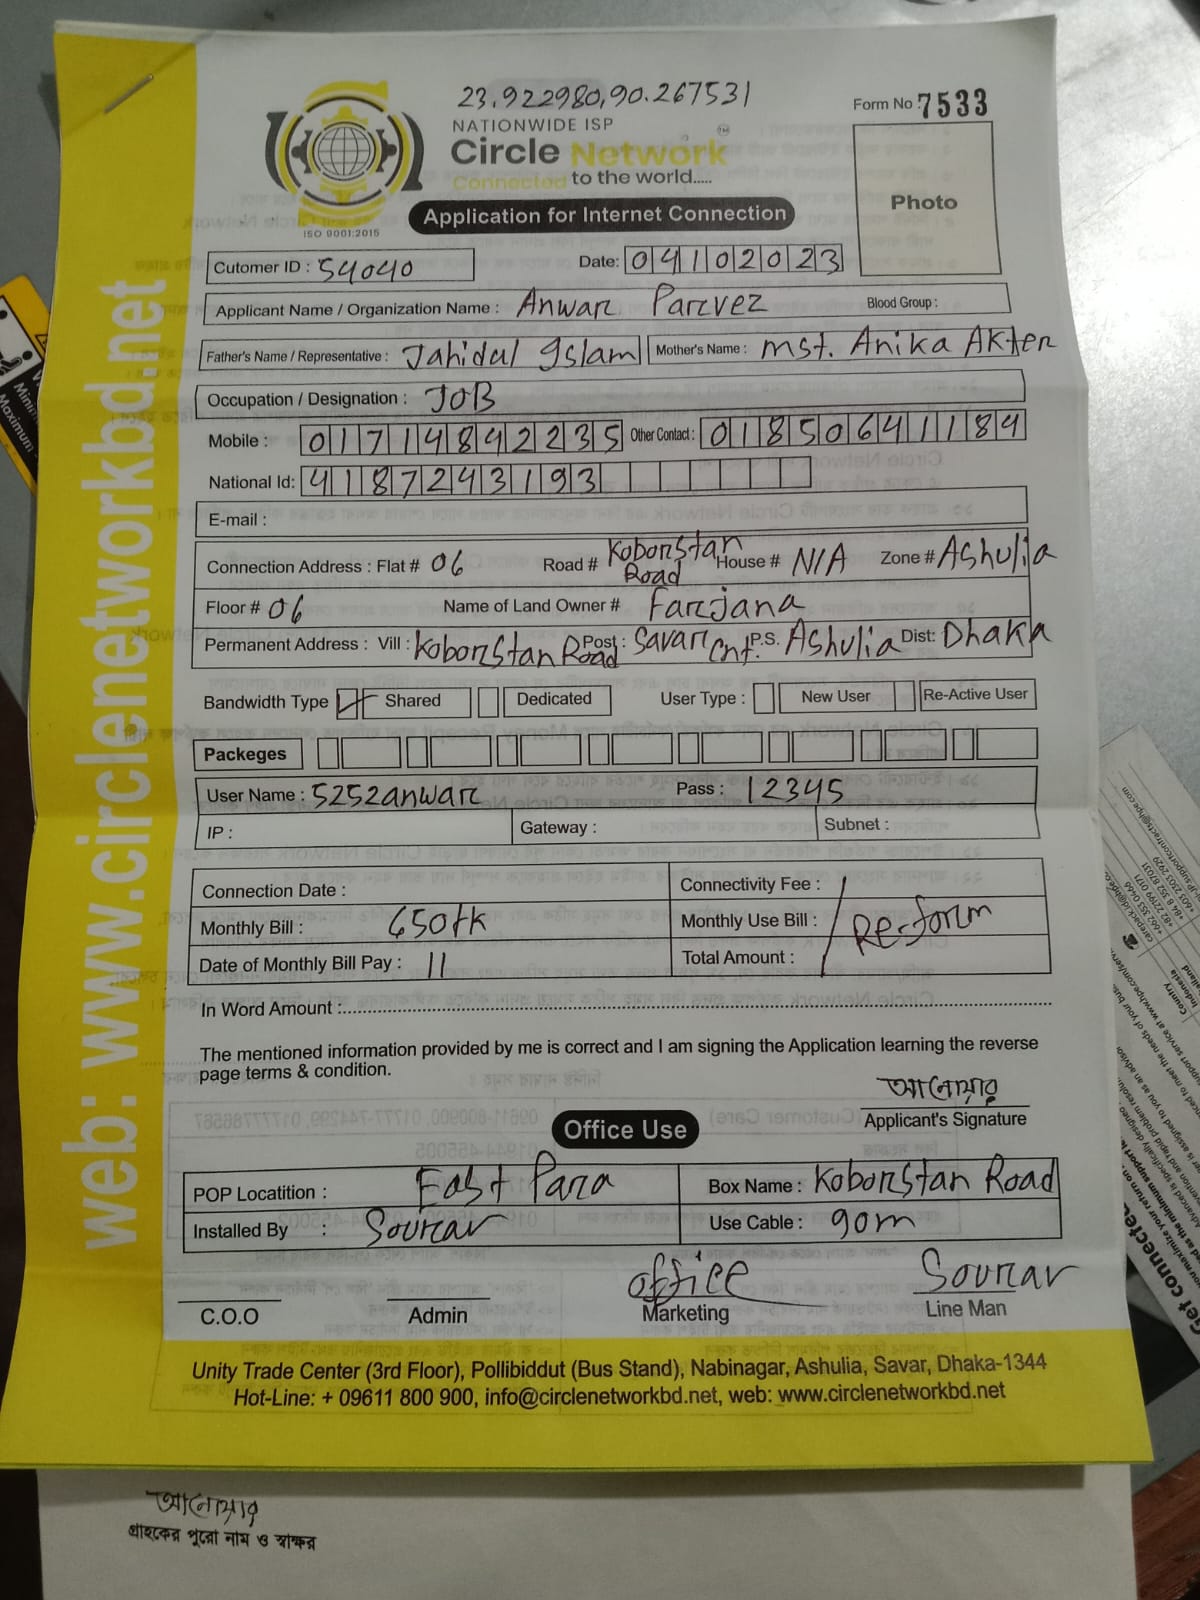 23.922980,90.267531
Form No : 7533
NATIONWIDE ISP
Circle Network TM
Connected to the world.....
ISO 9001:2015
Photo
Application for Internet Connection
Cutomer ID : 54040 Date: 04102023
Applicant Name / Organization Name : Anwar Parvez Blood Group :
Father's Name / Representative : Jahidul Islam Mother's Name : Mst. Anika Akter
Occupation / Designation : JOB
Mobile : 01714842235 Other Contact : 01850641184
National Id: 4187243193
E-mail :
Connection Address : Flat # 06 Road # Koborstan Road House # N/A Zone # Ashulia
Floor # 06 Name of Land Owner # Farjana
Permanent Address : Vill : Koborstan Road Post : Savar Cnt. P.S. Ashulia Dist: Dhaka
Bandwidth Type Shared Dedicated User Type : New User Re-Active User
Packeges
User Name : 5252anwar Pass : 12345
IP : Gateway : Subnet :
Connection Date : Connectivity Fee :
Monthly Bill : 650tk Monthly Use Bill : Re-form
Date of Monthly Bill Pay : 11 Total Amount :
In Word Amount :
The mentioned information provided by me is correct and I am signing the Application learning the reverse
page terms & condition.
আনোয়ার
Applicant's Signature
Office Use
POP Locatition : East Para Box Name : Koborstan Road
Installed By : Sourav Use Cable : 90m
office Sourav
C.O.O Admin Marketing Line Man
Unity Trade Center (3rd Floor), Pollibiddut (Bus Stand), Nabinagar, Ashulia, Savar, Dhaka-1344
Hot-Line: + 09611 800 900, info@circlenetworkbd.net, web: www.circlenetworkbd.net
web: www.circlenetworkbd.net
আনোয়ার
গ্রাহকের পুরো নাম ও স্বাক্ষর